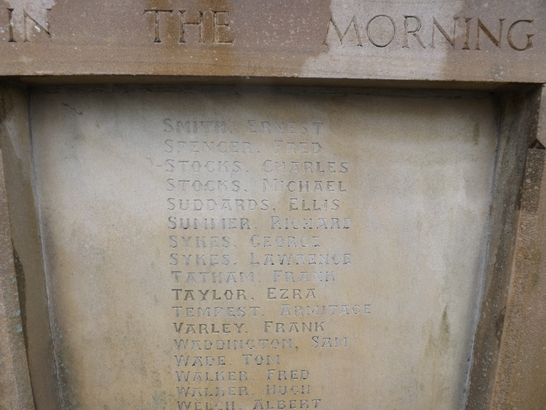 IN THE MORNING
SMITH. ERNEST
SPENCER. FRED
STOCKS. CHARLES
STOCKS. MICHAEL
SUDDARDS. ELLIS
SUMNER. RICHARD
SYKES. GEORGE
SYKES. LAWRENCE
TATHAM. FRANK
TAYLOR. EZRA
TEMPEST. ARMITAGE
VARLEY. FRANK
WADDINGTON. SAM
WADE TOM
WALKER FRED
WALKER HUGH
WELCH. ALBERT